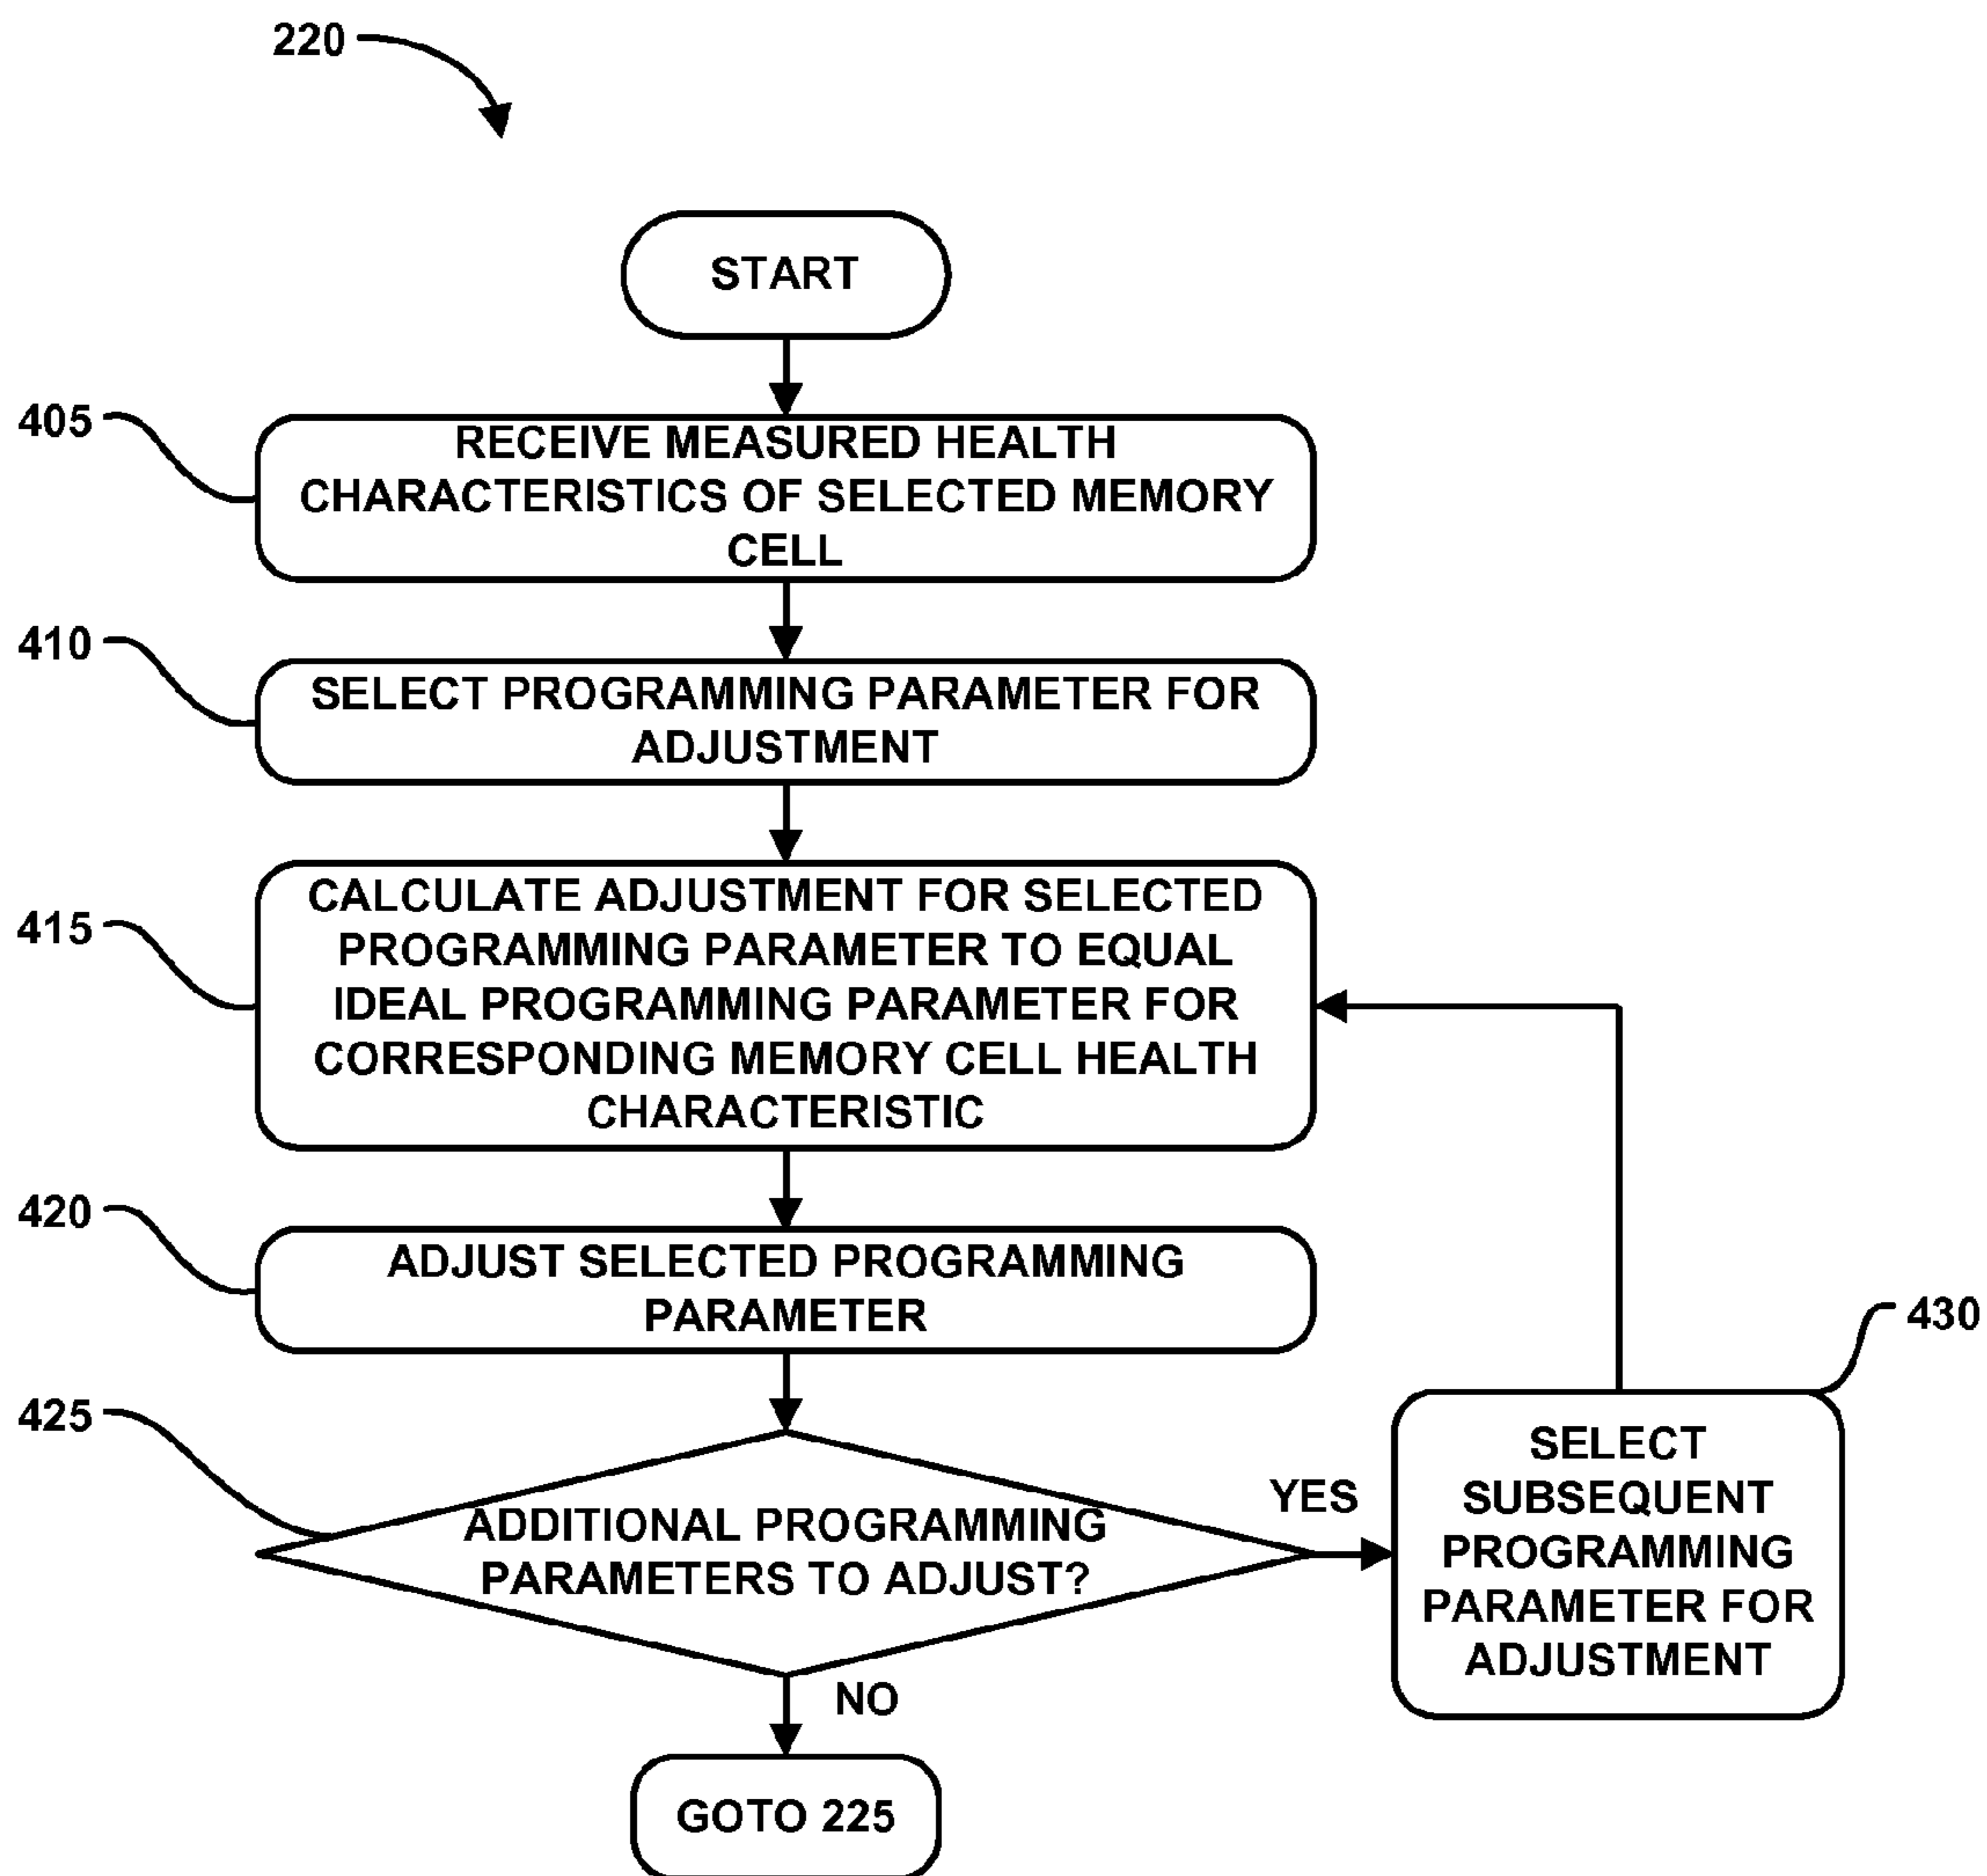 220
START
405
RECEIVE MEASURED HEALTH
CHARACTERISTICS OF SELECTED MEMORY
CELL
410
SELECT PROGRAMMING PARAMETER FOR
ADJUSTMENT
415
CALCULATE ADJUSTMENT FOR SELECTED
PROGRAMMING PARAMETER TO EQUAL
IDEAL PROGRAMMING PARAMETER FOR
CORRESPONDING MEMORY CELL HEALTH
CHARACTERISTIC
420
ADJUST SELECTED PROGRAMMING
PARAMETER
425
ADDITIONAL PROGRAMMING
PARAMETERS TO ADJUST?
YES
430
SELECT
SUBSEQUENT
PROGRAMMING
PARAMETER FOR
ADJUSTMENT
NO
GOTO 225